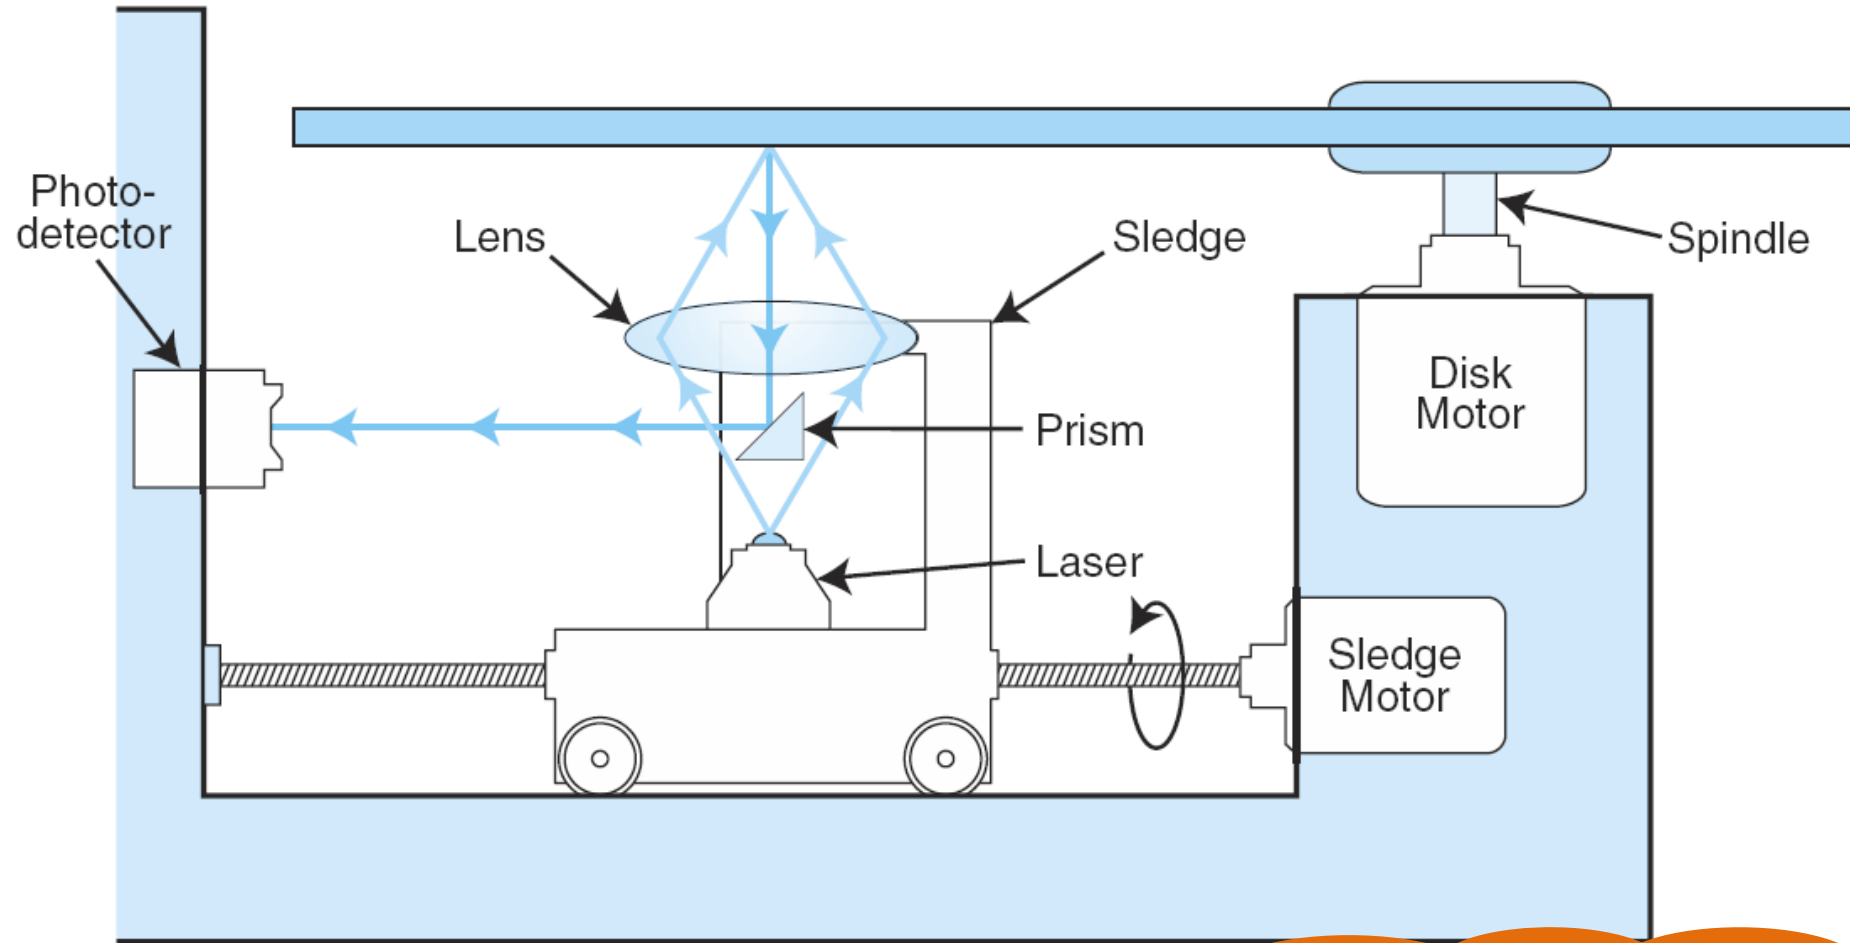 Photo-
detector
Lens
Sledge
Spindle
Disk
Motor
Prism
Laser
Sledge
Motor